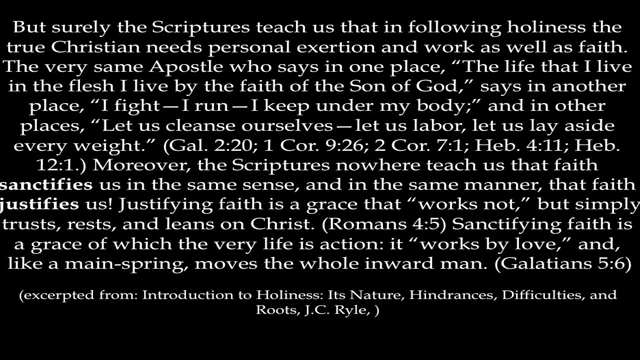 But surely the Scriptures teach us that in following holiness the
true Christian needs personal exertion and work as well as faith.
The very same Apostle who says in one place, “The life that I live
in the flesh I live by the faith of the Son of God,” says in another
place, “I fight—I run—I keep under my body;” and in other
places, “Let us cleanse ourselves—let us labor, let us lay aside
every weight.” (Gal. 2:20; 1 Cor. 9:26; 2 Cor. 7:1; Heb. 4:11; Heb.
12:1.) Moreover, the Scriptures nowhere teach us that faith
sanctifies us in the same sense, and in the same manner, that faith
justifies us! Justifying faith is a grace that “works not,” but simply
trusts, rests, and leans on Christ. (Romans 4:5) Sanctifying faith is
a grace of which the very life is action: it “works by love,” and,
like a main-spring, moves the whole inward man. (Galatians 5:6)
(excerpted from: Introduction to Holiness: Its Nature, Hindrances, Difficulties, and
Roots, J.C. Ryle, )